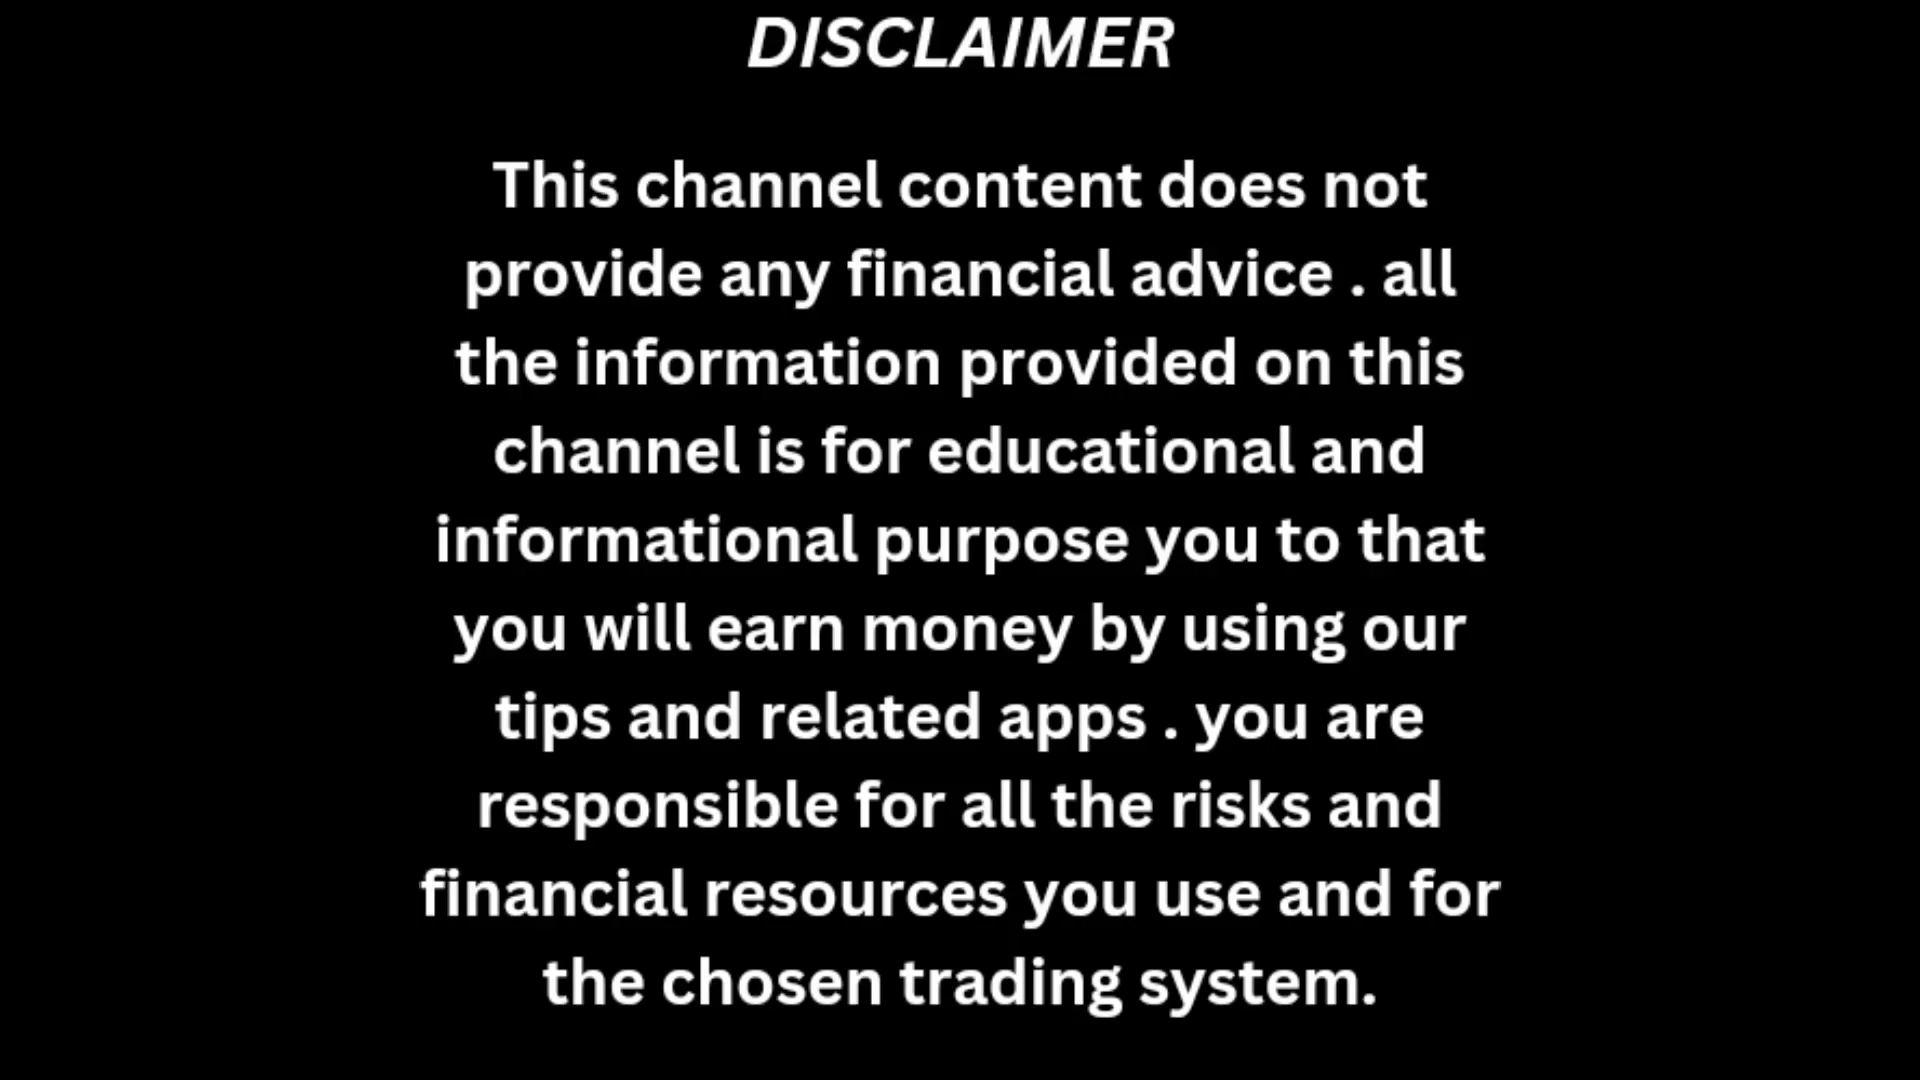 DISCLAIMER
This channel content does not
provide any financial advice . all
the information provided on this
channel is for educational and
informational purpose you to that
you will earn money by using our
tips and related apps . you are
responsible for all the risks and
financial resources you use and for
the chosen trading system.